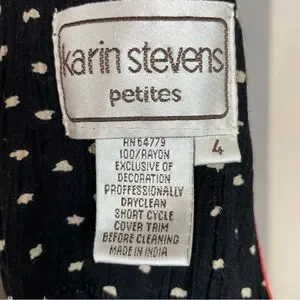 karin stevens
petites
RN 64779
100/RAYON
EXCLUSIVE OF
DECORATION
PROFFESSIONALLY
DAYCLEAN
SHORT CYCLE
COVER TRIM
BEFORE CLEANING
MADE IN INDIA
4